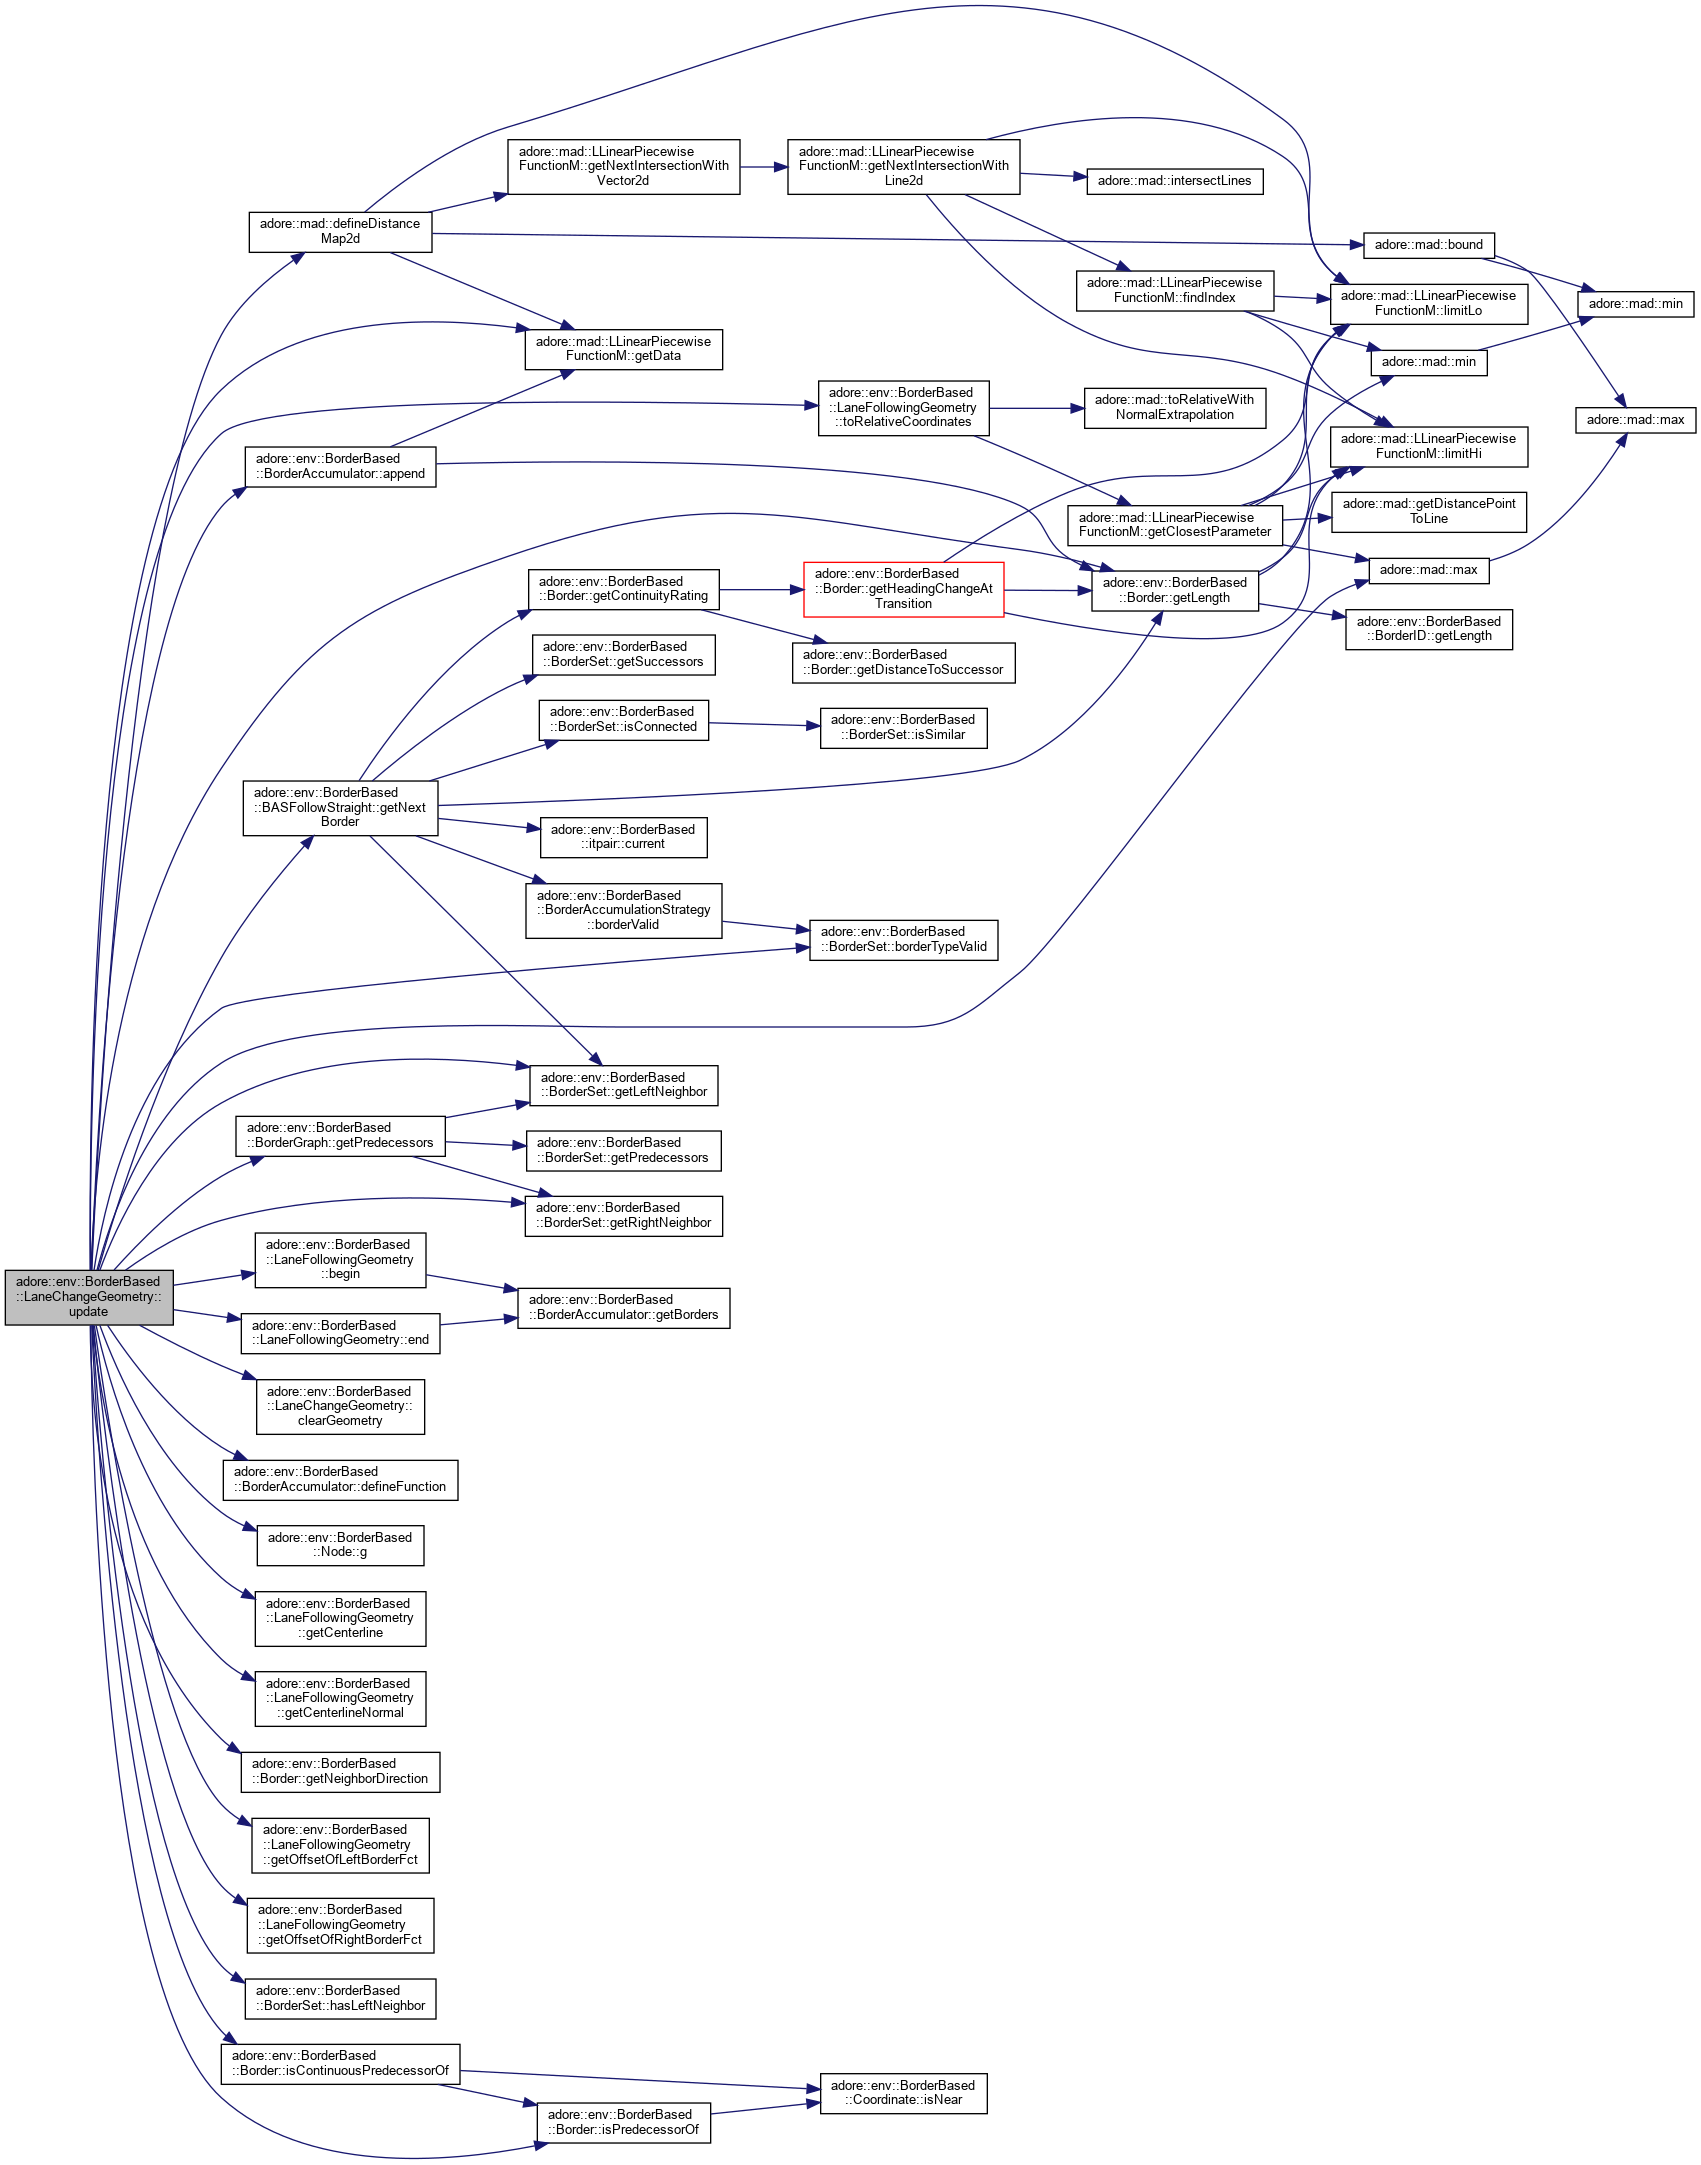 adore::mad::LLinearPiecewise
FunctionM::getNextIntersectionWith
Vector2d
adore::mad::LLinearPiecewise
FunctionM::getNextIntersectionWith
Line2d
adore::mad::intersectLines
adore::mad::defineDistance
Map2d
adore::mad::bound
adore::mad::LLinearPiecewise
FunctionM::findIndex
adore::mad::LLinearPiecewise
FunctionM::limitLo
adore::mad::min
adore::mad::LLinearPiecewise
FunctionM::getData
adore::mad::min
adore::env::BorderBased
::LaneFollowingGeometry
::toRelativeCoordinates
adore::mad::toRelativeWith
NormalExtrapolation
adore::mad::max
adore::env::BorderBased
::BorderAccumulator::append
adore::mad::LLinearPiecewise
FunctionM::limitHi
adore::mad::LLinearPiecewise
FunctionM::getClosestParameter
adore::mad::getDistancePoint
ToLine
adore::env::BorderBased
::Border::getContinuityRating
adore::env::BorderBased
::Border::getHeadingChangeAt
Transition
adore::env::BorderBased
::Border::getLength
adore::mad::max
adore::env::BorderBased
::BorderID::getLength
adore::env::BorderBased
::BorderSet::getSuccessors
adore::env::BorderBased
::Border::getDistanceToSuccessor
adore::env::BorderBased
::BorderSet::isConnected
adore::env::BorderBased
::BorderSet::isSimilar
adore::env::BorderBased
::BASFollowStraight::getNext
Border
adore::env::BorderBased
::itpair::current
adore::env::BorderBased
::BorderAccumulationStrategy
::borderValid
adore::env::BorderBased
::BorderSet::borderTypeValid
adore::env::BorderBased
::BorderSet::getLeftNeighbor
adore::env::BorderBased
::BorderGraph::getPredecessors
adore::env::BorderBased
::BorderSet::getPredecessors
adore::env::BorderBased
::BorderSet::getRightNeighbor
adore::env::BorderBased
::LaneChangeGeometry::
update
adore::env::BorderBased
::LaneFollowingGeometry
::begin
adore::env::BorderBased
::BorderAccumulator::getBorders
adore::env::BorderBased
::LaneFollowingGeometry::end
adore::env::BorderBased
::LaneChangeGeometry::
clearGeometry
adore::env::BorderBased
::BorderAccumulator::defineFunction
adore::env::BorderBased
::Node::g
adore::env::BorderBased
::LaneFollowingGeometry
::getCenterline
adore::env::BorderBased
::LaneFollowingGeometry
::getCenterlineNormal
adore::env::BorderBased
::Border::getNeighborDirection
adore::env::BorderBased
::LaneFollowingGeometry
::getOffsetOfLeftBorderFct
adore::env::BorderBased
::LaneFollowingGeometry
::getOffsetOfRightBorderFct
adore::env::BorderBased
::BorderSet::hasLeftNeighbor
adore::env::BorderBased
::Border::isContinuousPredecessorOf
adore::env::BorderBased
::Coordinate::isNear
adore::env::BorderBased
::Border::isPredecessorOf